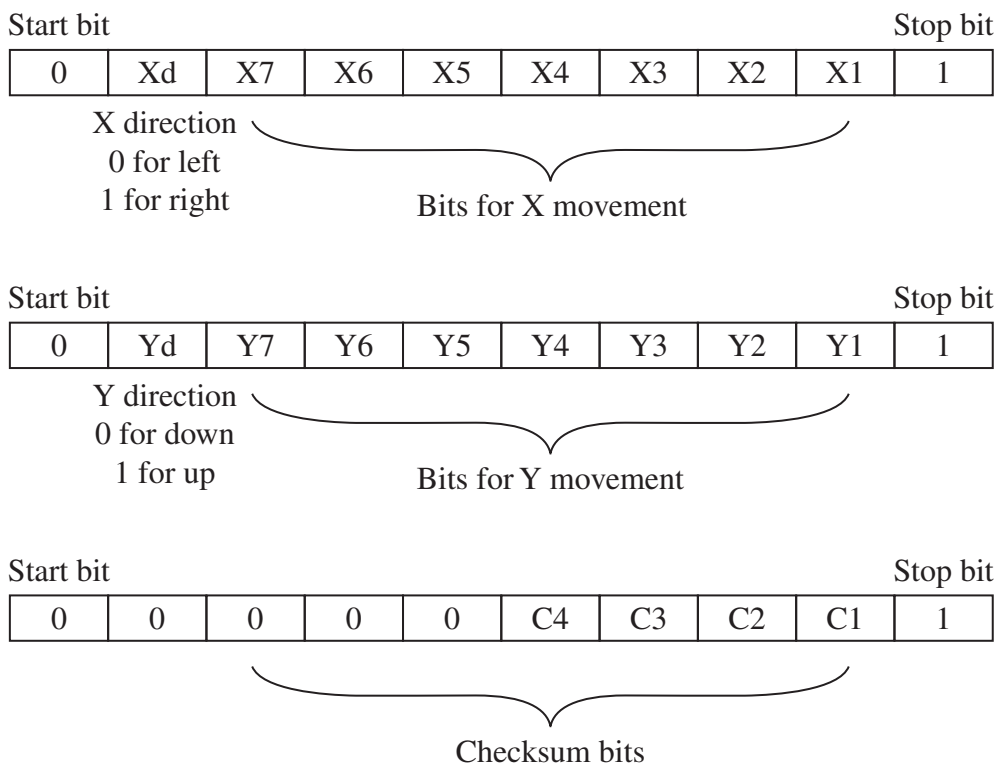 Start bit Stop bit
0 Xd X7 X6 X5 X4 X3 X2 X1 1
X direction
0 for left
1 for right
Bits for X movement
Start bit Stop bit
0 Yd Y7 Y6 Y5 Y4 Y3 Y2 Y1 1
Y direction
0 for down
1 for up
Bits for Y movement
Start bit Stop bit
0 0 0 0 0 C4 C3 C2 C1 1
Checksum bits